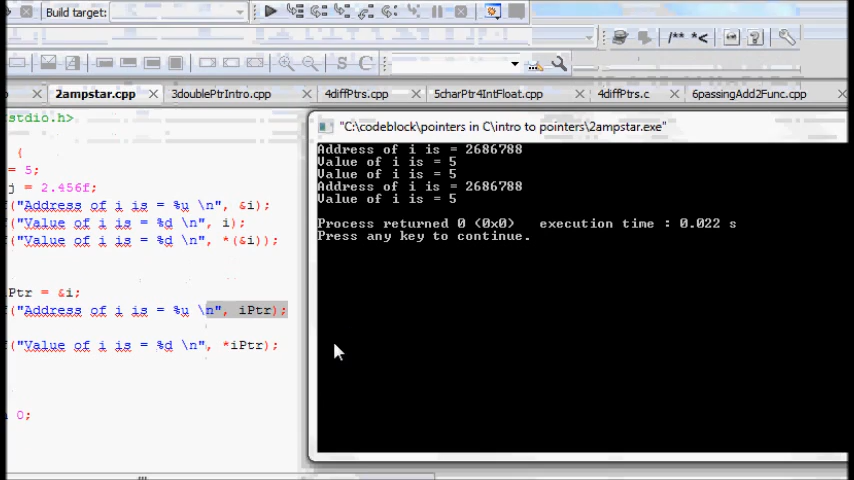 Build target:
/** *<
2ampstar.cpp
3doublePtrIntro.cpp
4diffPtrs.cpp
5charPtr4IntFloat.cpp
4diffPtrs.c
6passingAdd2Func.cpp
stdio.h>
{
= 5;
j = 2.456f;
f("Address of i is = %u \n", &i);
f("Value of i is = %d \n", i);
f("Value of i is = %d \n", *(&i));
Ptr = &i;
f("Address of i is = %u \n", iPtr);
f("Value of i is = %d \n", *iPtr);
0;
"C:\codeblock\pointers in C\intro to pointers\2ampstar.exe"
Address of i is = 2686788
Value of i is = 5
Value of i is = 5
Address of i is = 2686788
Value of i is = 5
Process returned 0 (0x0)   execution time : 0.022 s
Press any key to continue.